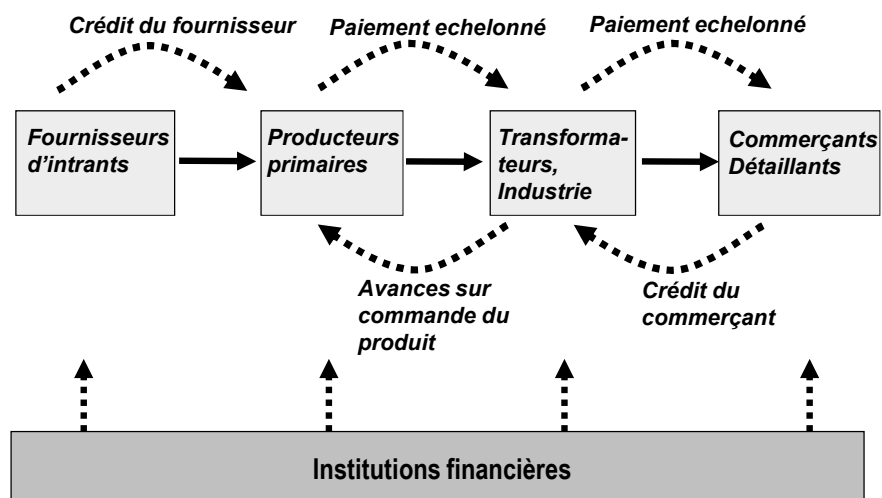 Crédit du fournisseur
Paiement echelonné
Paiement echelonné
Fournisseurs
d'intrants
Producteurs
primaires
Transforma-
teurs,
Industrie
Commerçants
Détaillants
Avances sur
commande du
produit
Crédit du
commerçant
Institutions financières